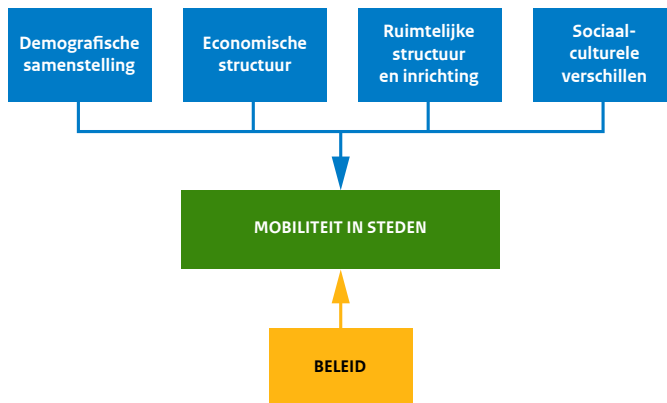 Demografische
samenstelling
Economische
structuur
Ruimtelijke
structuur
en inrichting
Sociaal-
culturele
verschillen
MOBILITEIT IN STEDEN
BELEID